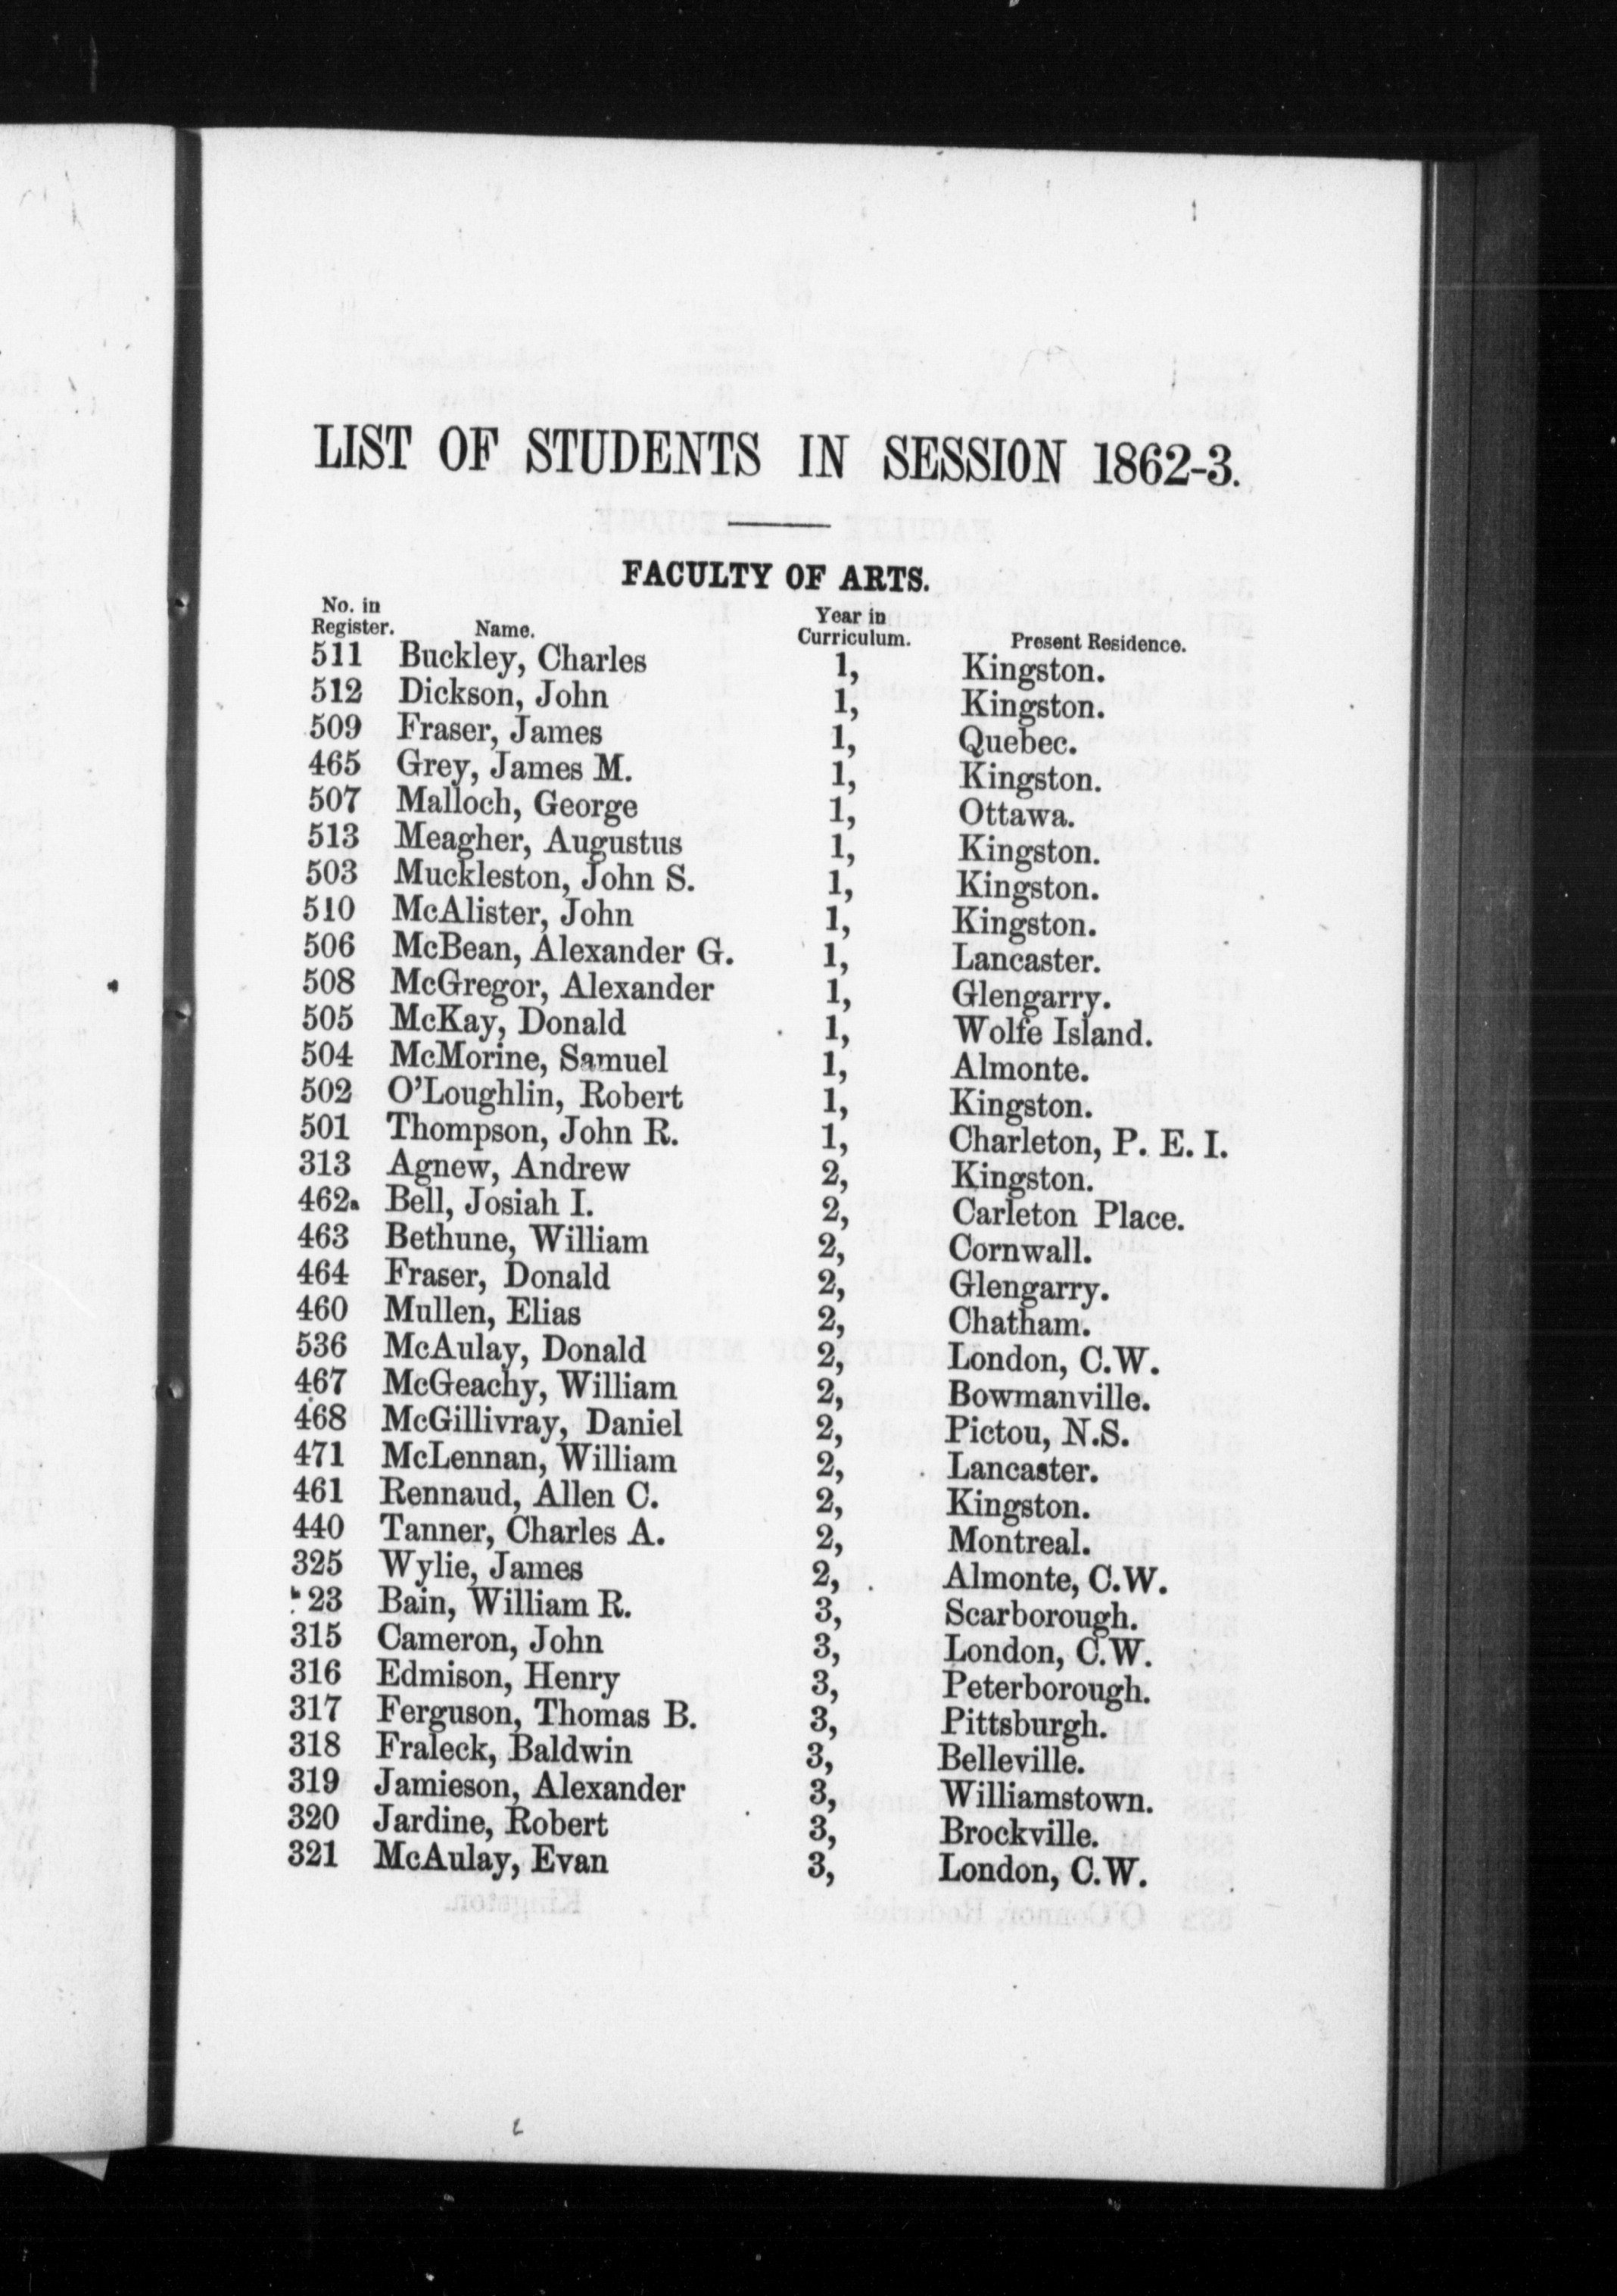 LIST OF STUDENTS IN SESSION 1862-3.
FACULTY OF ARTS.
No. in Register. Name. Year in Curriculum. Present Residence.
511 Buckley, Charles 1, Kingston.
512 Dickson, John 1, Kingston.
509 Fraser, James 1, Quebec.
465 Grey, James M. 1, Kingston.
507 Malloch, George 1, Ottawa.
513 Meagher, Augustus 1, Kingston.
503 Muckleston, John S. 1, Kingston.
510 McAlister, John 1, Kingston.
506 McBean, Alexander G. 1, Lancaster.
508 McGregor, Alexander 1, Glengarry.
505 McKay, Donald 1, Wolfe Island.
504 McMorine, Samuel 1, Almonte.
502 O'Loughlin, Robert 1, Kingston.
501 Thompson, John R. 1, Charleton, P. E. I.
313 Agnew, Andrew 2, Kingston.
462 Bell, Josiah I. 2, Carleton Place.
463 Bethune, William 2, Cornwall.
464 Fraser, Donald 2, Glengarry.
460 Mullen, Elias 2, Chatham.
536 McAulay, Donald 2, London, C.W.
467 McGeachy, William 2, Bowmanville.
468 McGillivray, Daniel 2, Pictou, N.S.
471 McLennan, William 2, Lancaster.
461 Rennaud, Allen C. 2, Kingston.
440 Tanner, Charles A. 2, Montreal.
325 Wylie, James 2, Almonte, C.W.
23 Bain, William R. 3, Scarborough.
315 Cameron, John 3, London, C.W.
316 Edmison, Henry 3, Peterborough.
317 Ferguson, Thomas B. 3, Pittsburgh.
318 Fraleck, Baldwin 3, Belleville.
319 Jamieson, Alexander 3, Williamstown.
320 Jardine, Robert 3, Brockville.
321 McAulay, Evan 3, London, C.W.